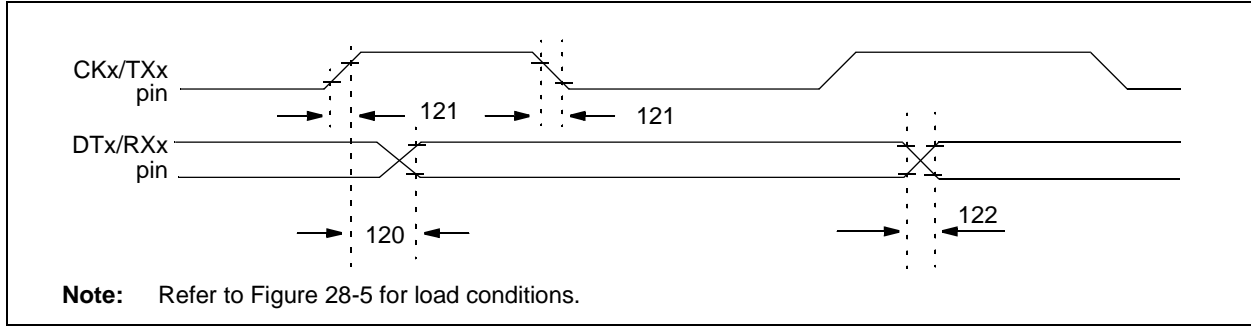 CKx/TXx
pin
121
121
DTx/RXx
pin
120
122
Note: Refer to Figure 28-5 for load conditions.